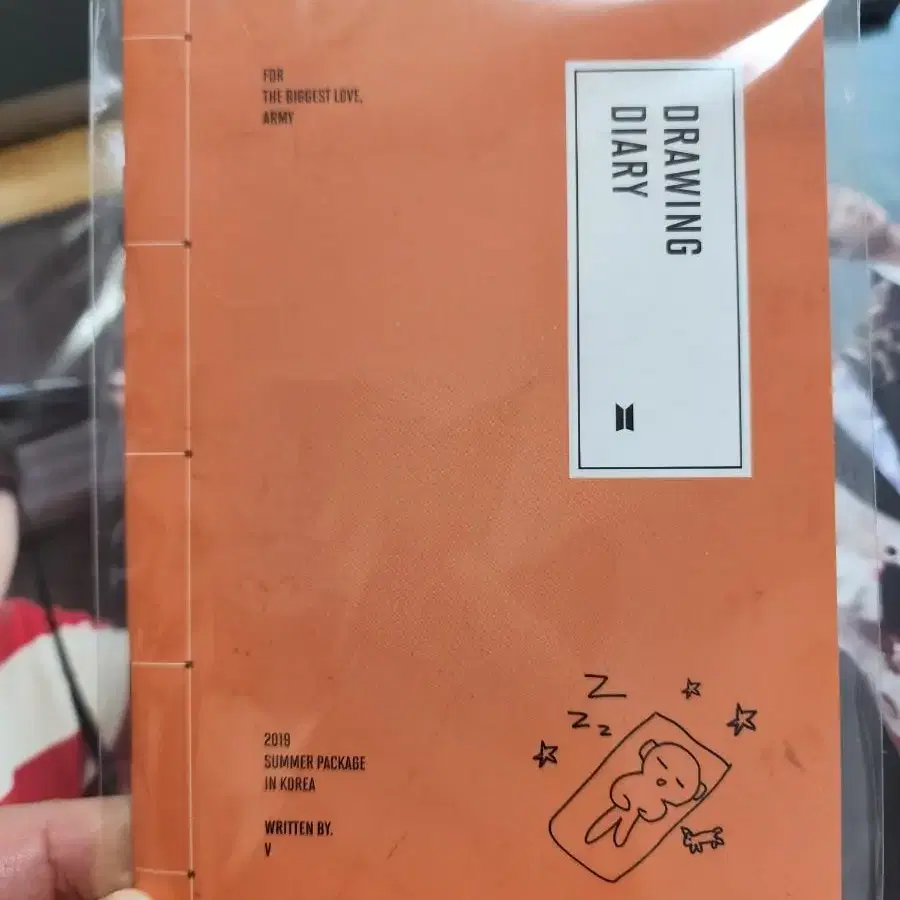 FOR
THE BIGGEST LOVE,
ARMY
DRAWING
DIARY
2019
SUMMER PACKAGE
IN KOREA
WRITTEN BY.
V
Z
Z Z